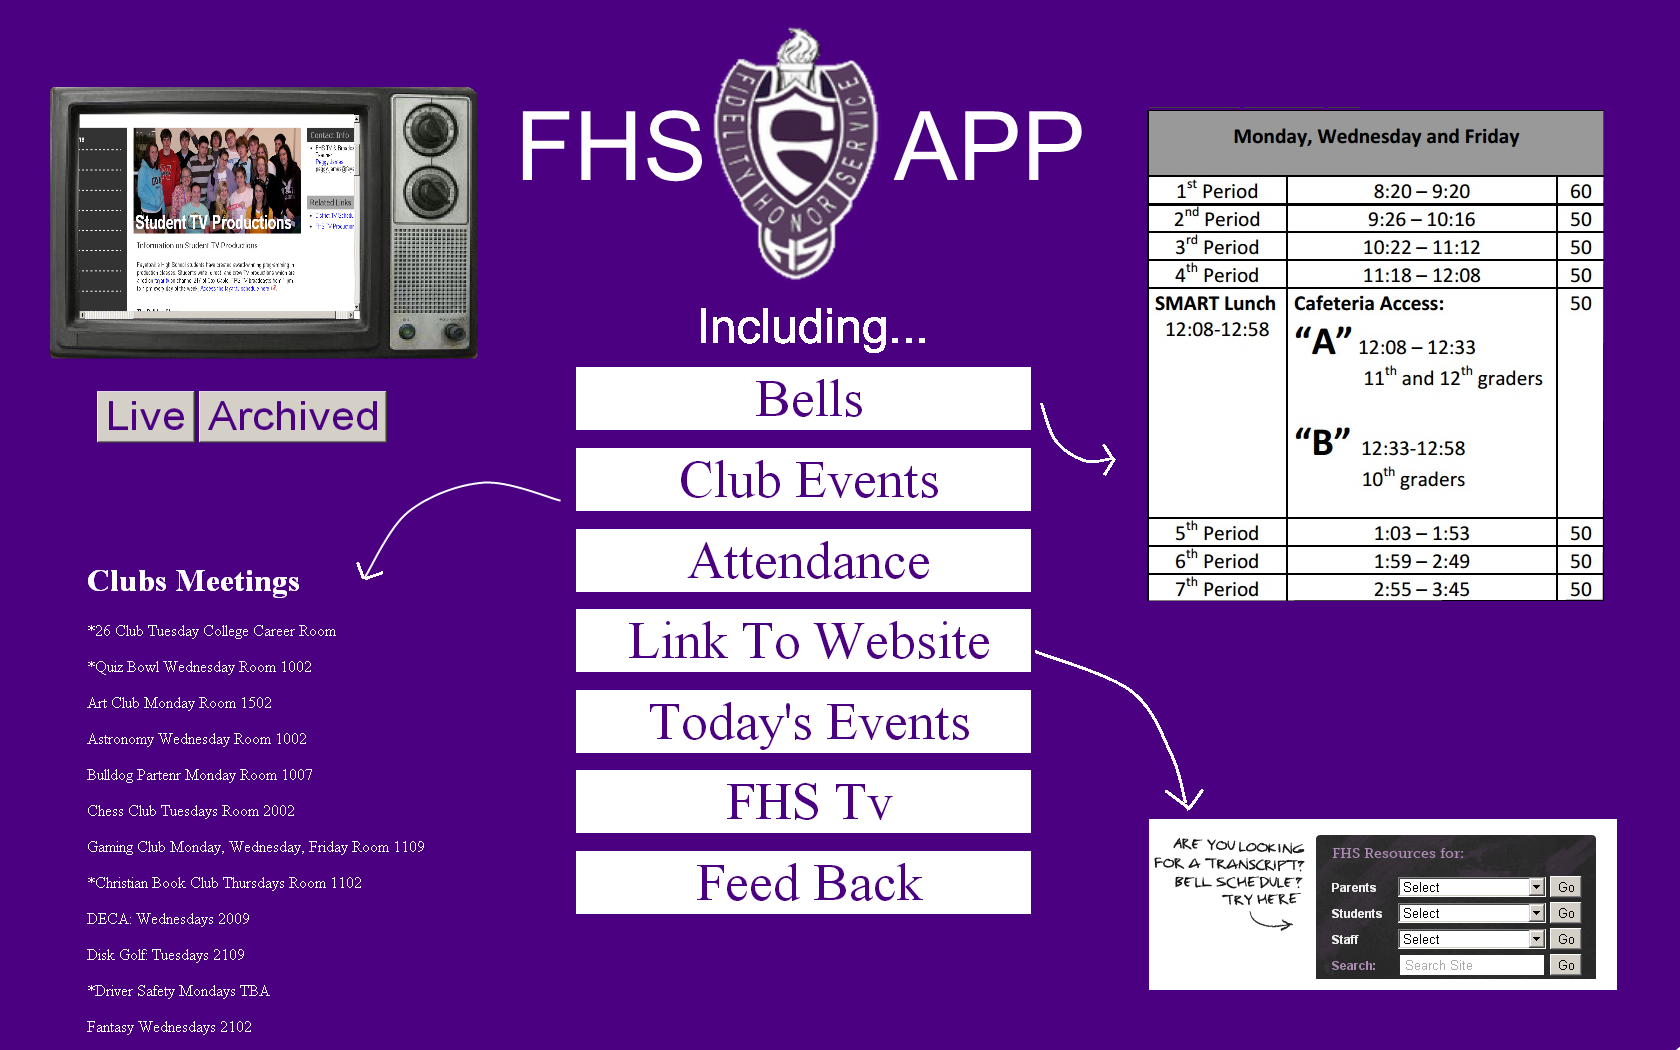 FHS
APP
FIDELITY
HONOR
SERVICE
Contact Info
FHS TV & Broadcast
Peggy James
Related Links
District TV Schedu
FHS TV Production
Student TV Productions
Information on Student TV Productions
Live
Archived
Including...
Bells
Club Events
Attendance
Link To Website
Today's Events
FHS Tv
Feed Back
Clubs Meetings
*26 Club Tuesday College Career Room
*Quiz Bowl Wednesday Room 1002
Art Club Monday Room 1502
Astronomy Wednesday Room 1002
Bulldog Partenr Monday Room 1007
Chess Club Tuesdays Room 2002
Gaming Club Monday, Wednesday, Friday Room 1109
*Christian Book Club Thursdays Room 1102
DECA: Wednesdays 2009
Disk Golf: Tuesdays 2109
*Driver Safety Mondays TBA
Fantasy Wednesdays 2102
Monday, Wednesday and Friday
1st Period 8:20 – 9:20 60
2nd Period 9:26 – 10:16 50
3rd Period 10:22 – 11:12 50
4th Period 11:18 – 12:08 50
SMART Lunch Cafeteria Access: 50
12:08-12:58
“A” 12:08 – 12:33
11th and 12th graders
“B” 12:33-12:58
10th graders
5th Period 1:03 – 1:53 50
6th Period 1:59 – 2:49 50
7th Period 2:55 – 3:45 50
ARE YOU LOOKING
FOR A TRANSCRIPT?
BELL SCHEDULE?
TRY HERE
FHS Resources for:
Parents Select Go
Students Select Go
Staff Select Go
Search: Search Site Go